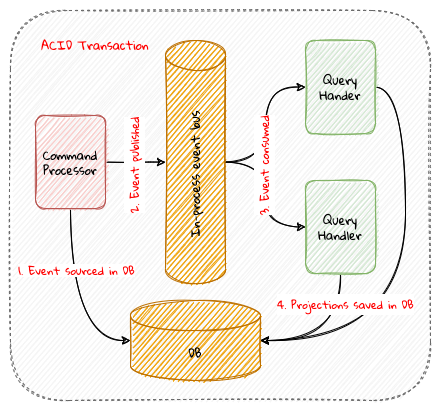 ACID Transaction
Query
Hander
Command
Processor
2. Event published
In-process event bus
3. Event consumed
Query
Handler
1. Event sourced in DB
4. Projections saved in DB
DB